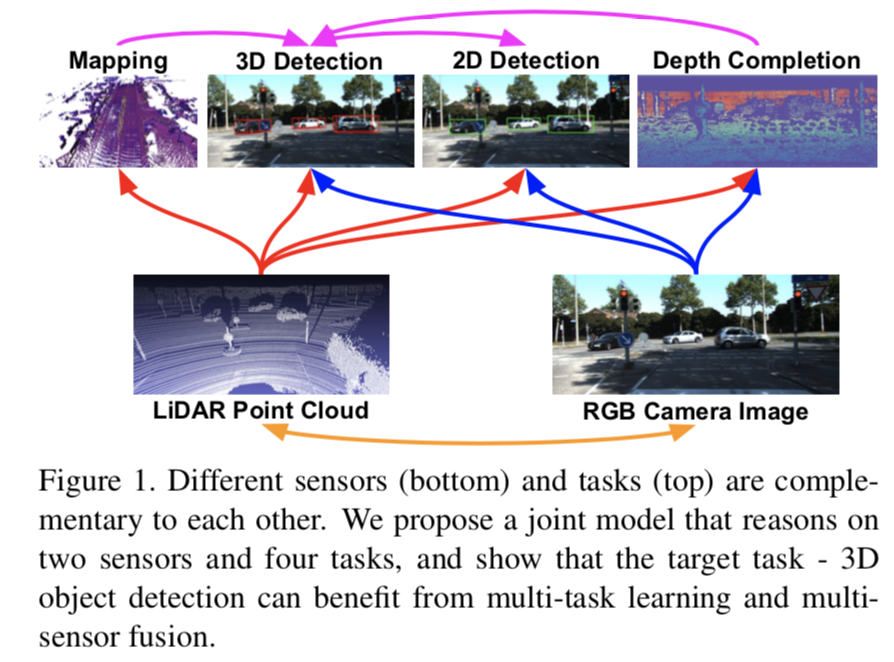 Mapping
3D Detection
2D Detection
Depth Completion
LiDAR Point Cloud
RGB Camera Image
Figure 1. Different sensors (bottom) and tasks (top) are comple-
mentary to each other. We propose a joint model that reasons on
two sensors and four tasks, and show that the target task - 3D
object detection can benefit from multi-task learning and multi-
sensor fusion.